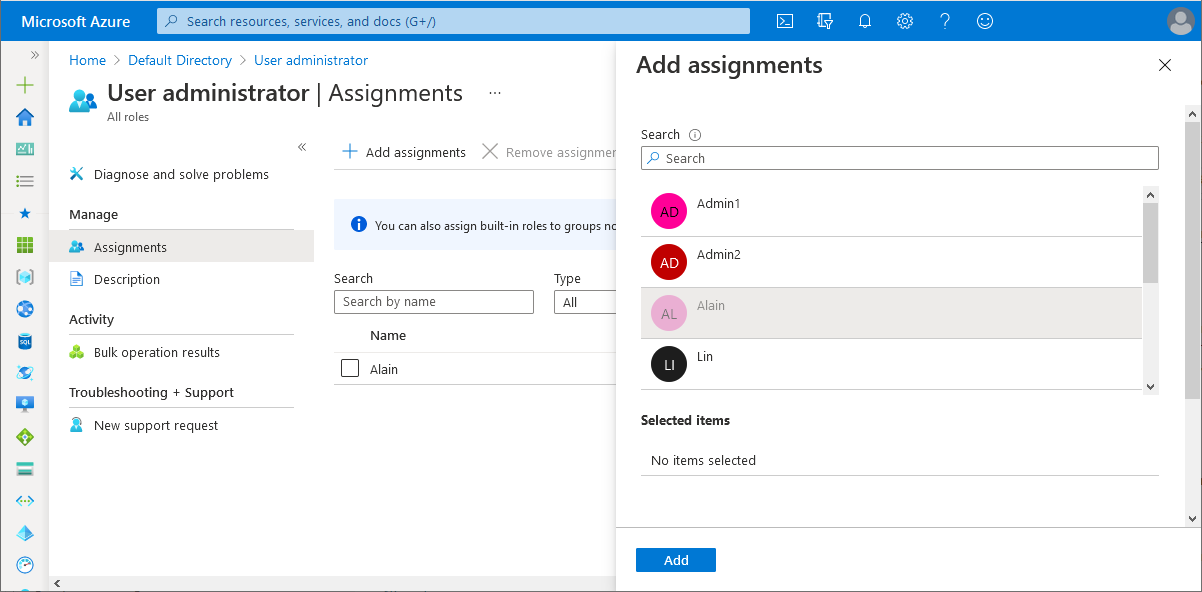 Microsoft Azure
Search resources, services, and docs (G+/)
Home > Default Directory > User administrator
User administrator | Assignments ...
All roles
Diagnose and solve problems
Manage
Assignments
Description
Activity
Bulk operation results
Troubleshooting + Support
New support request
Add assignments
Remove assignmen
You can also assign built-in roles to groups no
Search
Type
Search by name
All
Name
Alain
Add assignments
Search
Search
AD Admin1
AD Admin2
AL Alain
LI Lin
Selected items
No items selected
Add